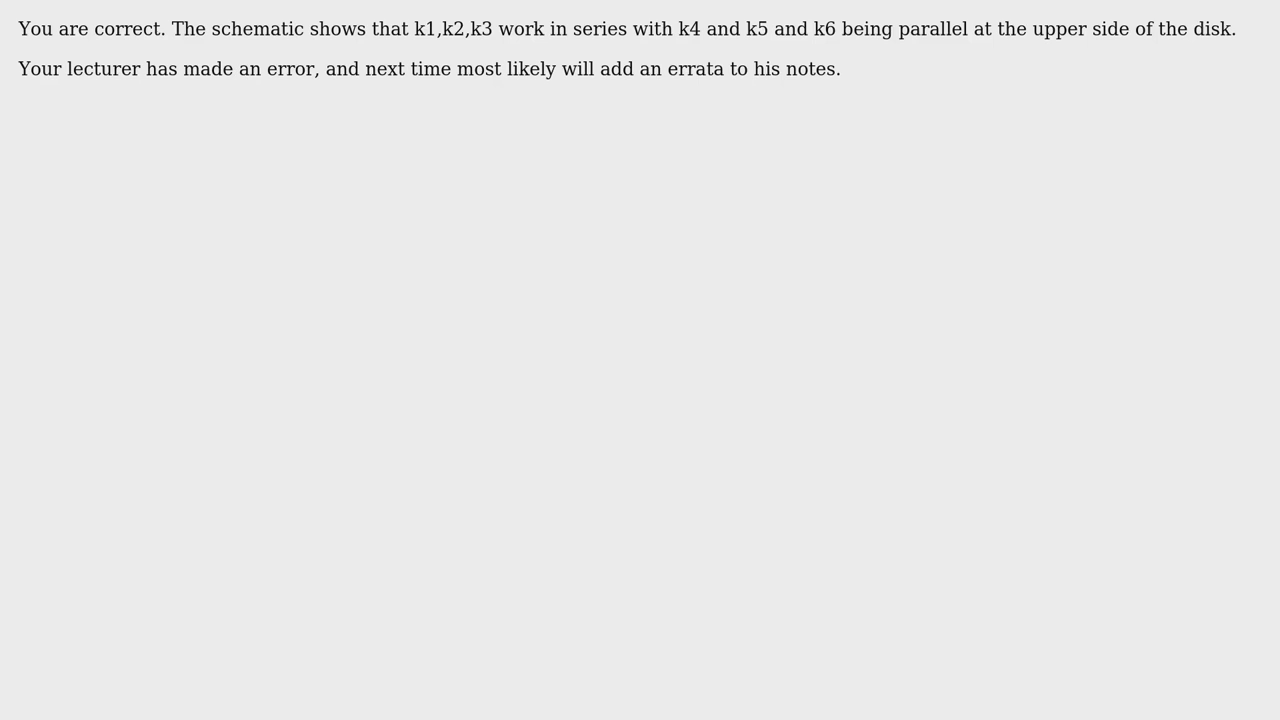 You are correct. The schematic shows that k1,k2,k3 work in series with k4 and k5 and k6 being parallel at the upper side of the disk.
Your lecturer has made an error, and next time most likely will add an errata to his notes.